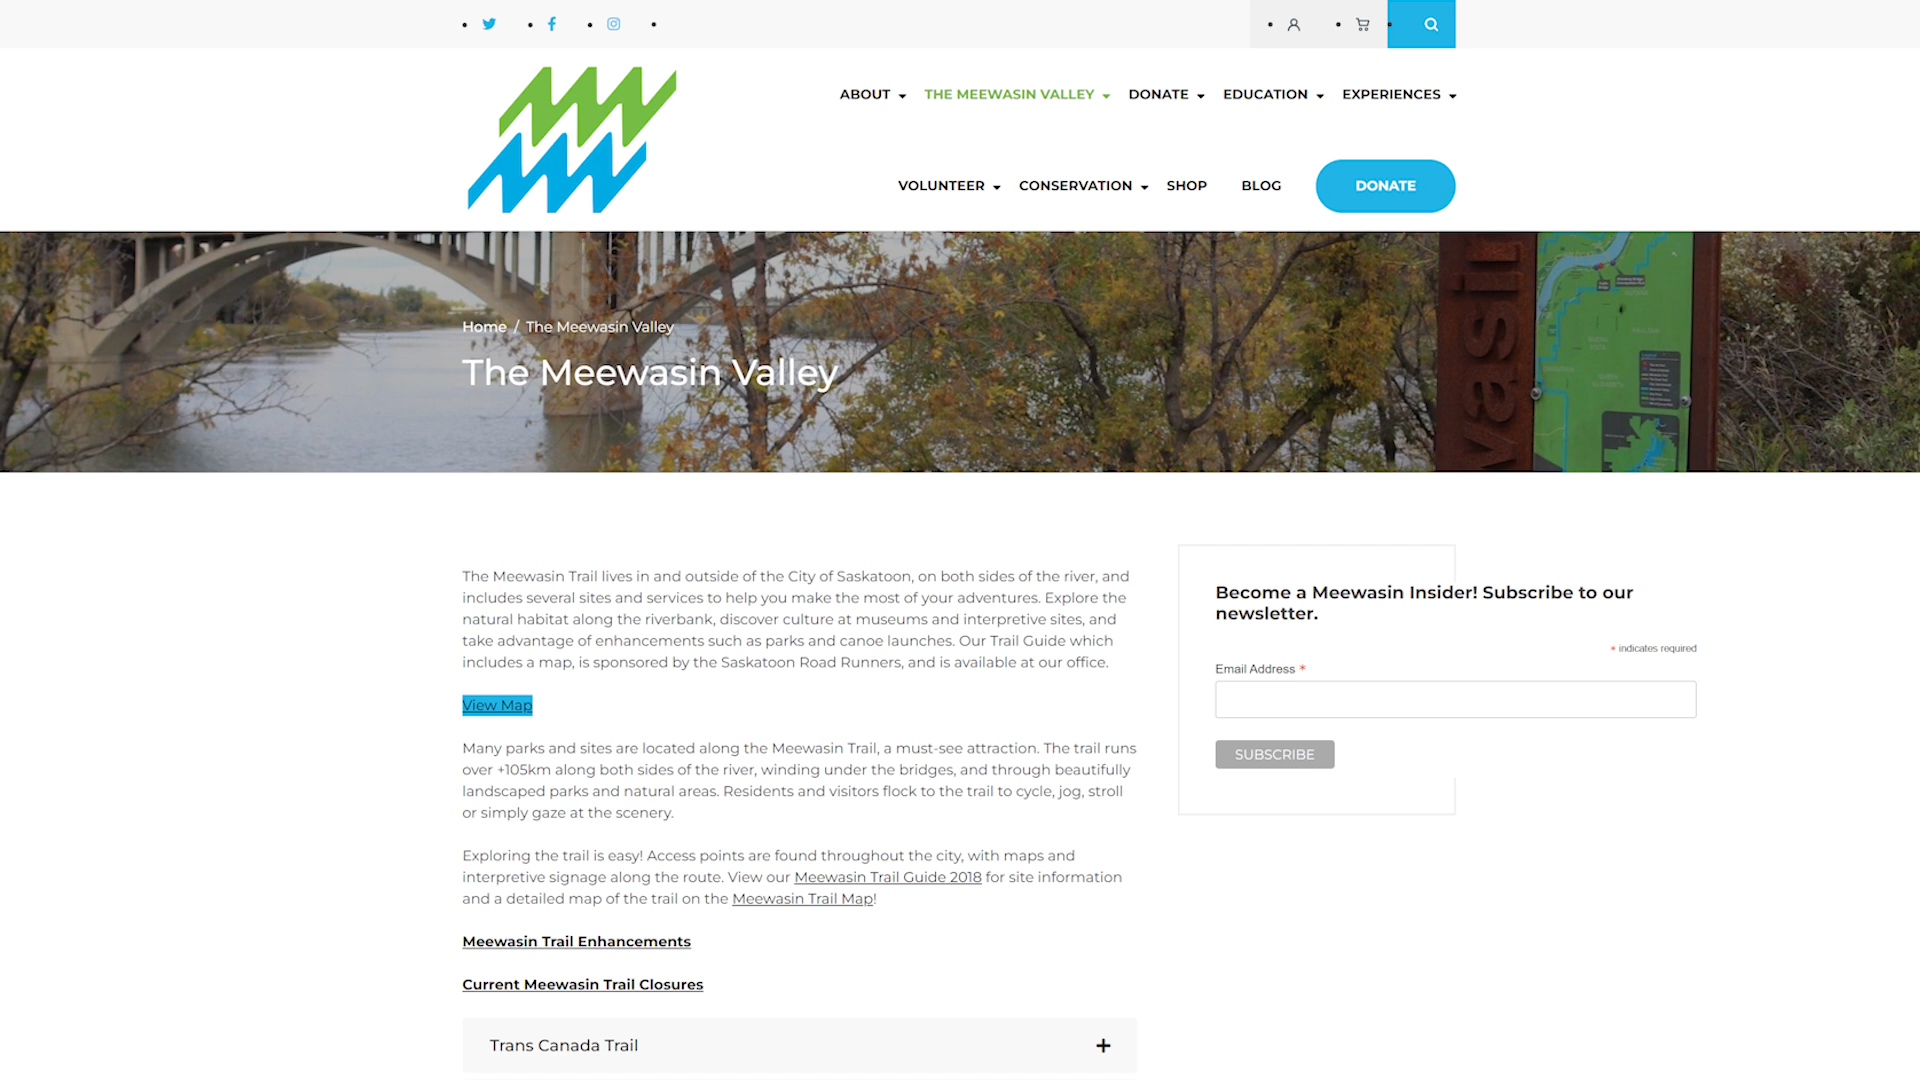 ABOUT THE MEEWASIN VALLEY DONATE EDUCATION EXPERIENCES
VOLUNTEER CONSERVATION SHOP BLOG DONATE
Home / The Meewasin Valley
The Meewasin Valley
wasin
The Meewasin Trail lives in and outside of the City of Saskatoon, on both sides of the river, and
includes several sites and services to help you make the most of your adventures. Explore the
natural habitat along the riverbank, discover culture at museums and interpretive sites, and
take advantage of enhancements such as parks and canoe launches. Our Trail Guide which
includes a map, is sponsored by the Saskatoon Road Runners, and is available at our office.
View Map
Many parks and sites are located along the Meewasin Trail, a must-see attraction. The trail runs
over +105km along both sides of the river, winding under the bridges, and through beautifully
landscaped parks and natural areas. Residents and visitors flock to the trail to cycle, jog, stroll
or simply gaze at the scenery.
Exploring the trail is easy! Access points are found throughout the city, with maps and
interpretive signage along the route. View our Meewasin Trail Guide 2018 for site information
and a detailed map of the trail on the Meewasin Trail Map!
Meewasin Trail Enhancements
Current Meewasin Trail Closures
Trans Canada Trail
Become a Meewasin Insider! Subscribe to our
newsletter.
* indicates required
Email Address *
SUBSCRIBE